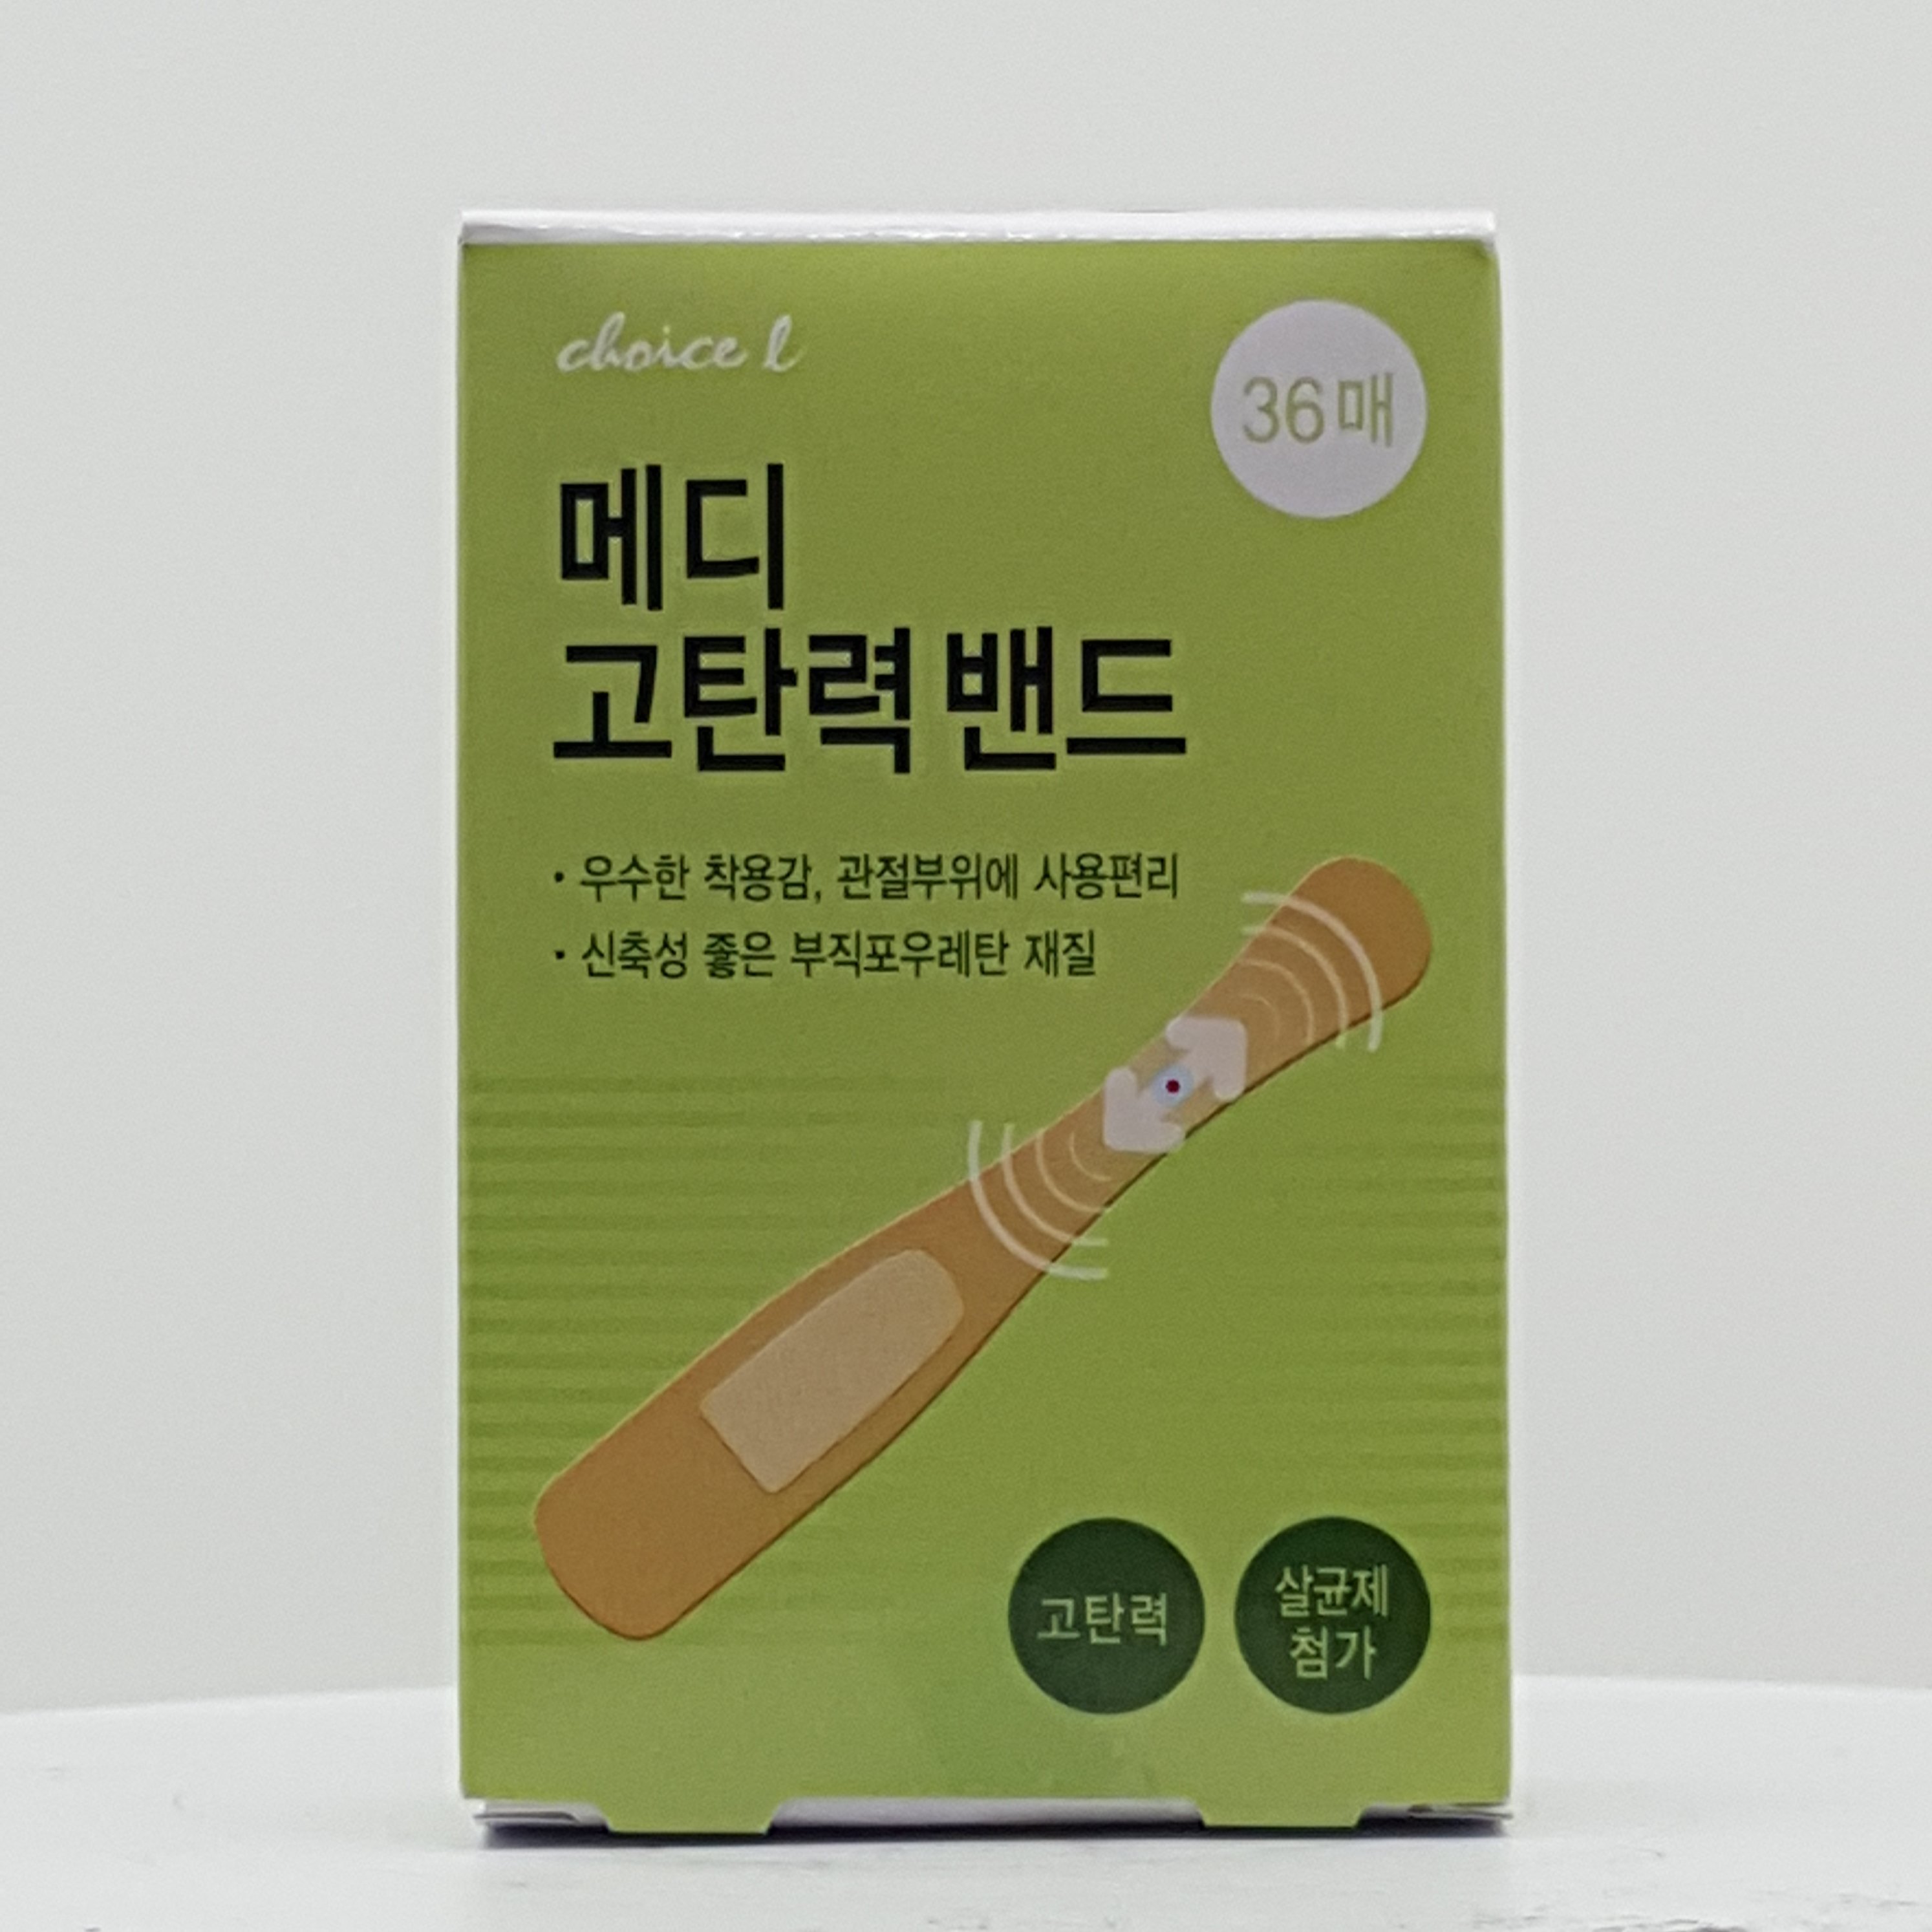 choice l
36매
메디
고탄력 밴드
· 우수한 착용감, 관절부위에 사용편리
· 신축성 좋은 부직포우레탄 재질
고탄력
살균제
첨가